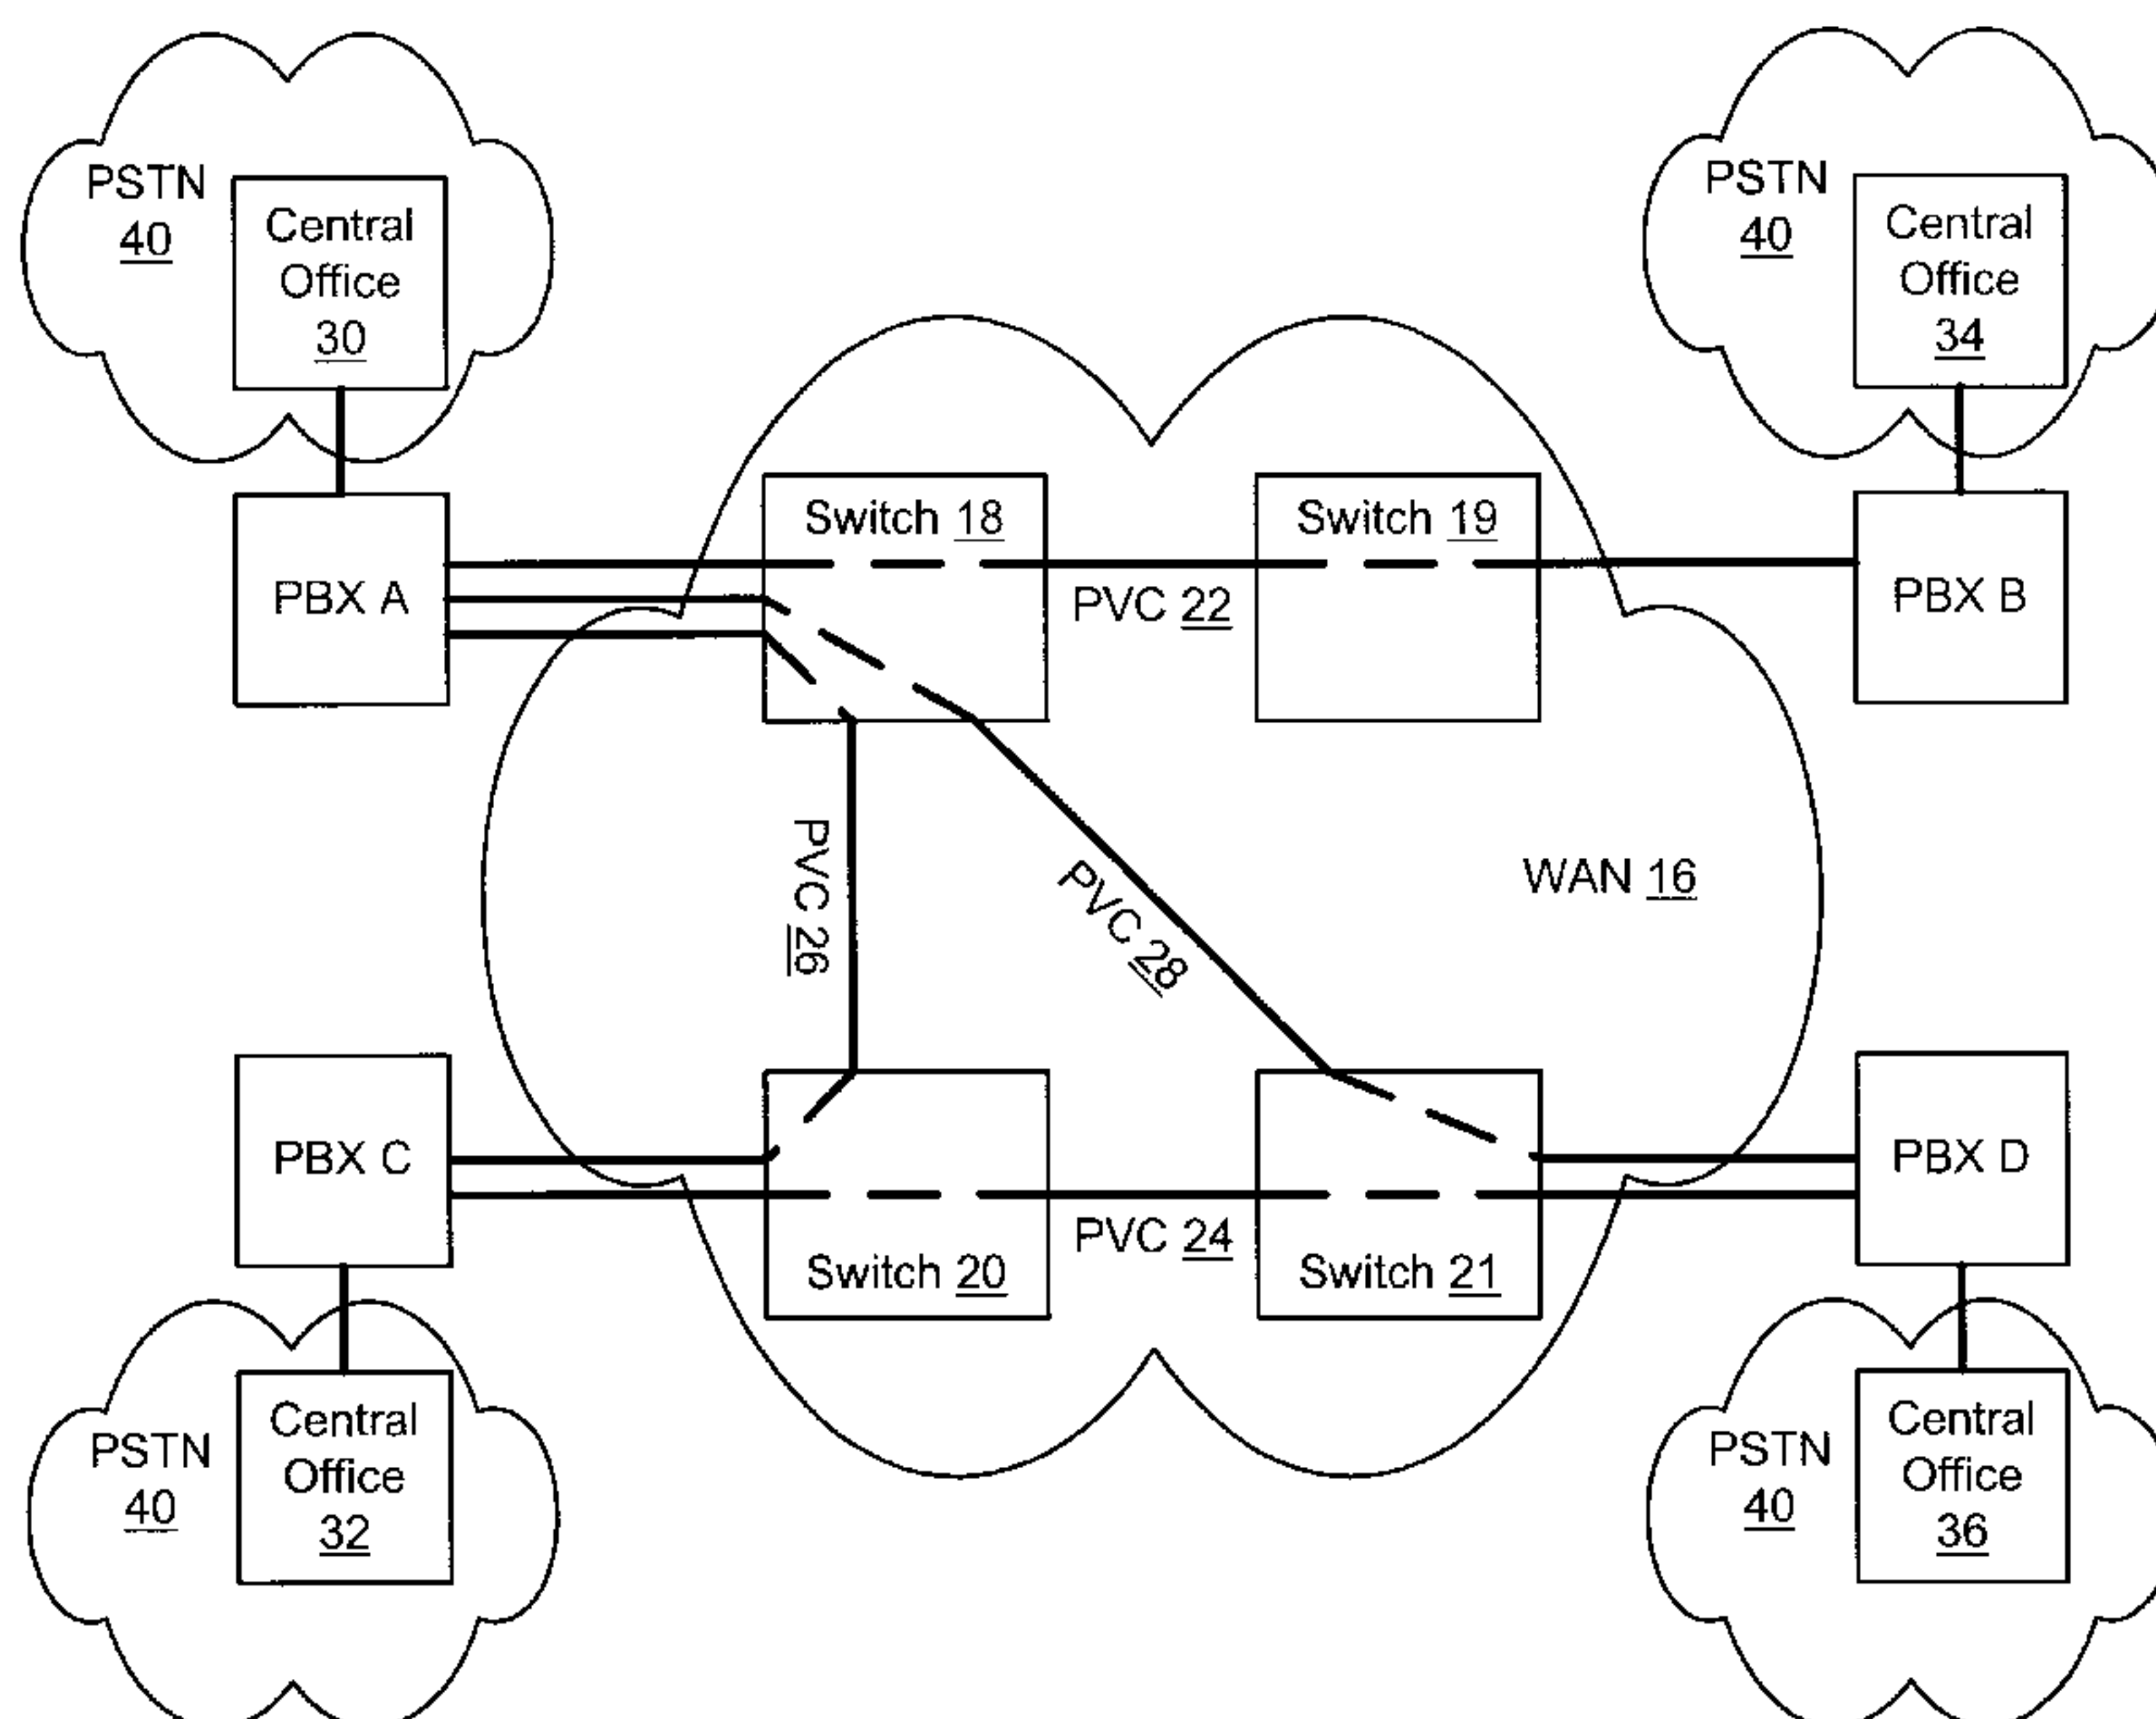 PSTN
40
Central
Office
30
PSTN
40
Central
Office
34
Switch 18
Switch 19
PBX A
PVC 22
PBX B
PVC 26
PVC 28
WAN 16
PBX C
PBX D
PVC 24
Switch 20
Switch 21
PSTN
40
Central
Office
32
PSTN
40
Central
Office
36